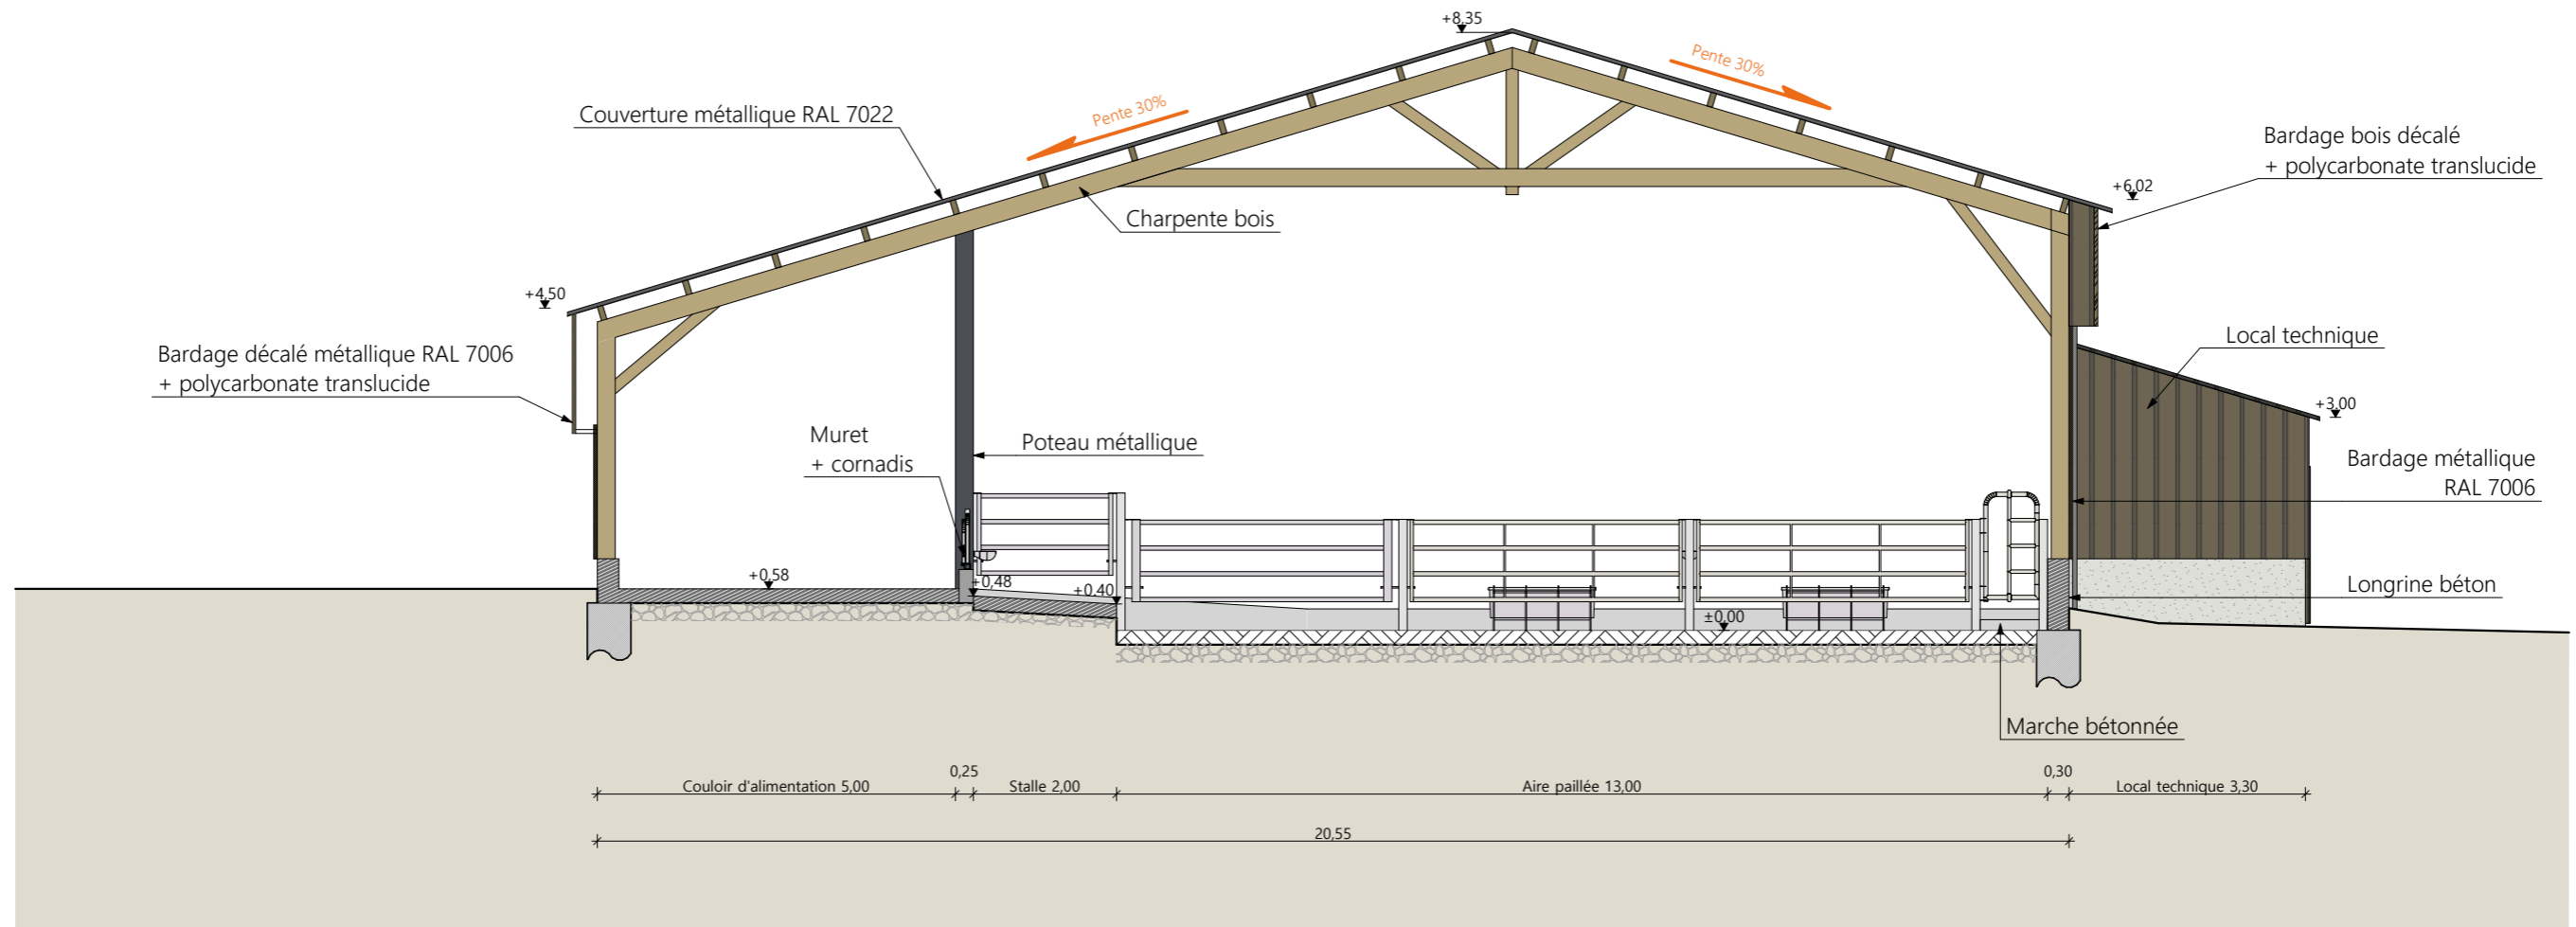 +8,35
Pente 30%
Pente 30%
Couverture métallique RAL 7022
Bardage bois décalé
+ polycarbonate translucide
+6,02
Charpente bois
+4,50
Local technique
Bardage décalé métallique RAL 7006
+ polycarbonate translucide
+3,00
Muret
+ cornadis
Poteau métallique
Bardage métallique
RAL 7006
+0,58
+0,48
+0,40
±0,00
Longrine béton
Marche bétonnée
Couloir d'alimentation 5,00
0,25
Stalle 2,00
Aire paillée 13,00
0,30
Local technique 3,30
20,55